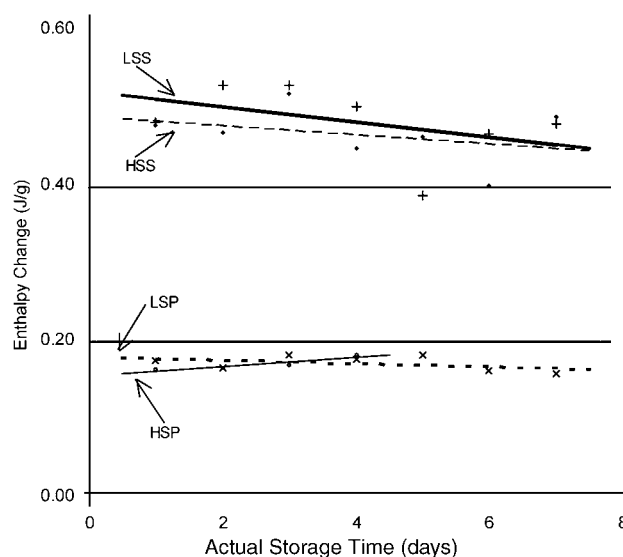 0.60
LSS
HSS
0.40
Enthalpy Change (J/g)
LSP
0.20
HSP
0.00
0 2 4 6 8
Actual Storage Time (days)